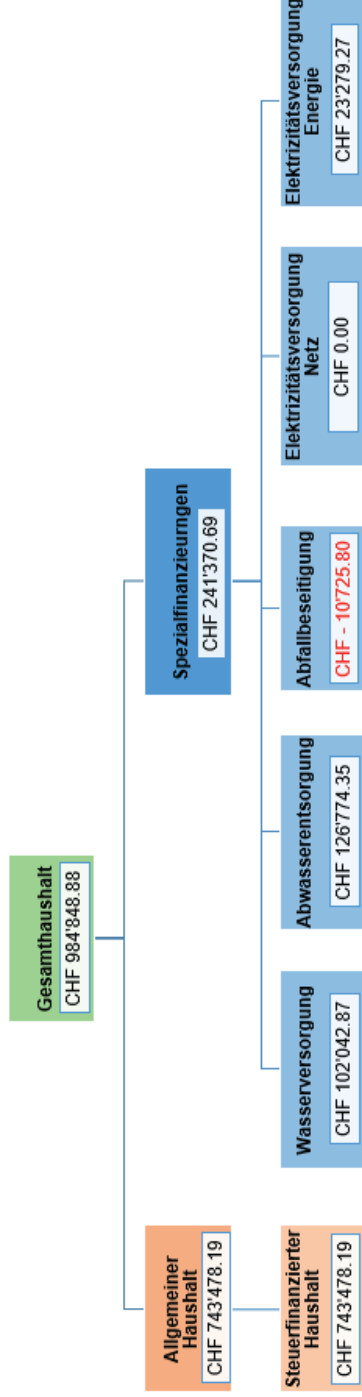 Gesamthaushalt
CHF 984'848.88
Allgemeiner
Haushalt
CHF 743'478.19
Spezialfinanzieurngen
CHF 241'370.69
Steuerfinanzierter
Haushalt
CHF 743'478.19
Wasserversorgung
CHF 102'042.87
Abwasserentsorgung
CHF 126'774.35
Abfallbeseitigung
CHF - 10'725.80
Elektrizitätsversorgung
Netz
CHF 0.00
Elektrizitätsversorgung
Energie
CHF 23'279.27